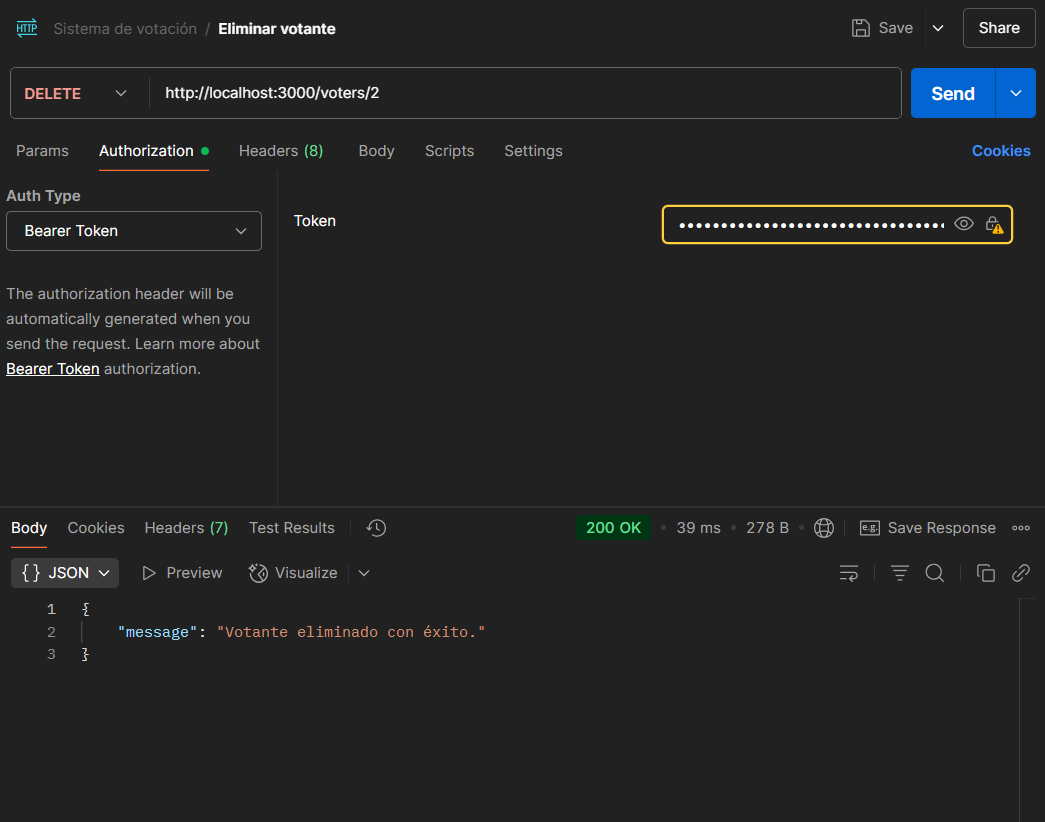 HTTP Sistema de votación / Eliminar votante Save Share
DELETE http://localhost:3000/voters/2 Send
Params Authorization Headers (8) Body Scripts Settings Cookies
Auth Type
Bearer Token
Token
The authorization header will be
automatically generated when you
send the request. Learn more about
Bearer Token authorization.
Body Cookies Headers (7) Test Results 200 OK • 39 ms • 278 B • e.g. Save Response
{} JSON Preview Visualize
1 {
2 "message": "Votante eliminado con éxito."
3 }